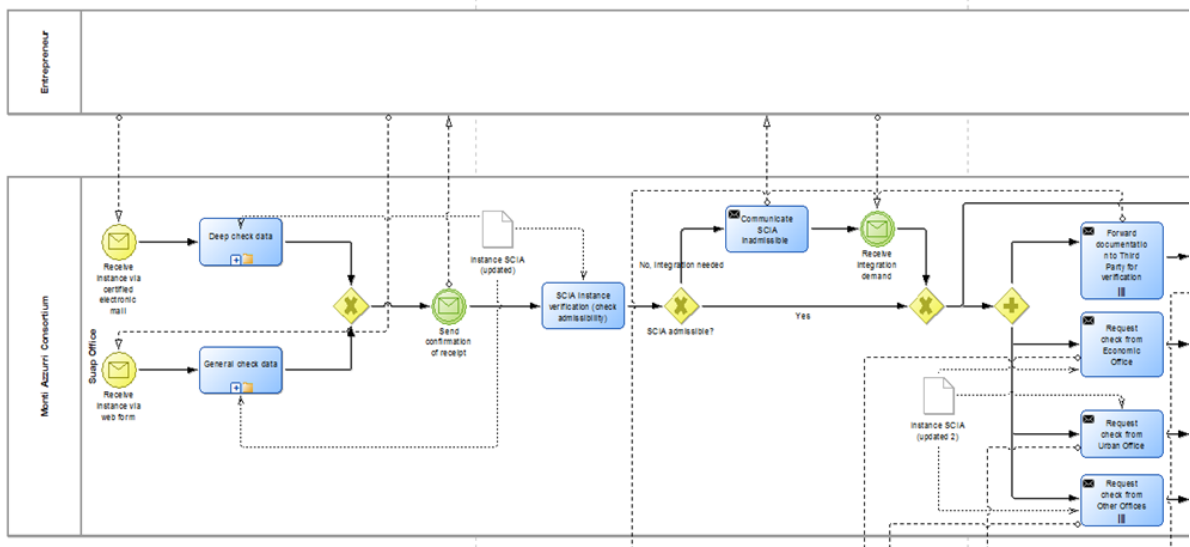 Entrepreneur
Monti Azzurri Consortium
Suap Office
Receive
Instance via
certified
electronic
mail
Deep check data
Receive
Instance via
web form
General check data
Send
confirmation
of receipt
Instance SCIA
(updated)
SCIA Instance
verification (check
admissibility)
No, Integration needed
SCIA admissible?
Communicate
SCIA
Inadmissible
Receive
Integration
demand
Yes
Instance SCIA
(updated 2)
Forward
documentatio
n to Third
Party for
verification
Request
check from
Economic
Office
Request
check from
Urban Office
Request
check from
Other Offices